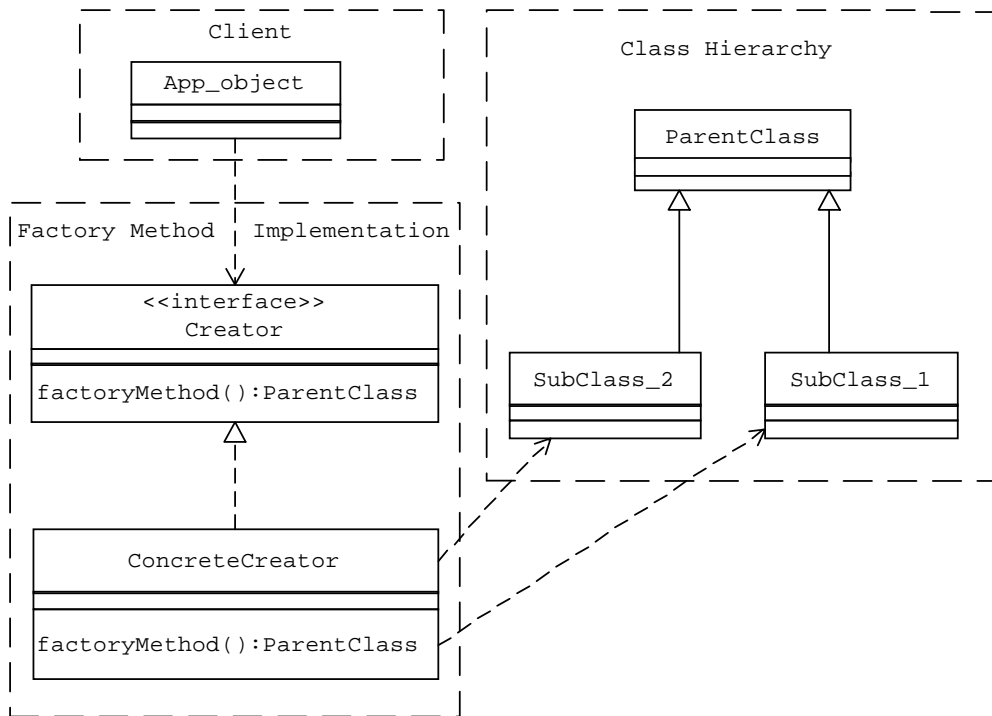 Client
App_object
Class Hierarchy
ParentClass
Factory Method Implementation
<<interface>>
Creator
factoryMethod():ParentClass
SubClass_2
SubClass_1
ConcreteCreator
factoryMethod():ParentClass